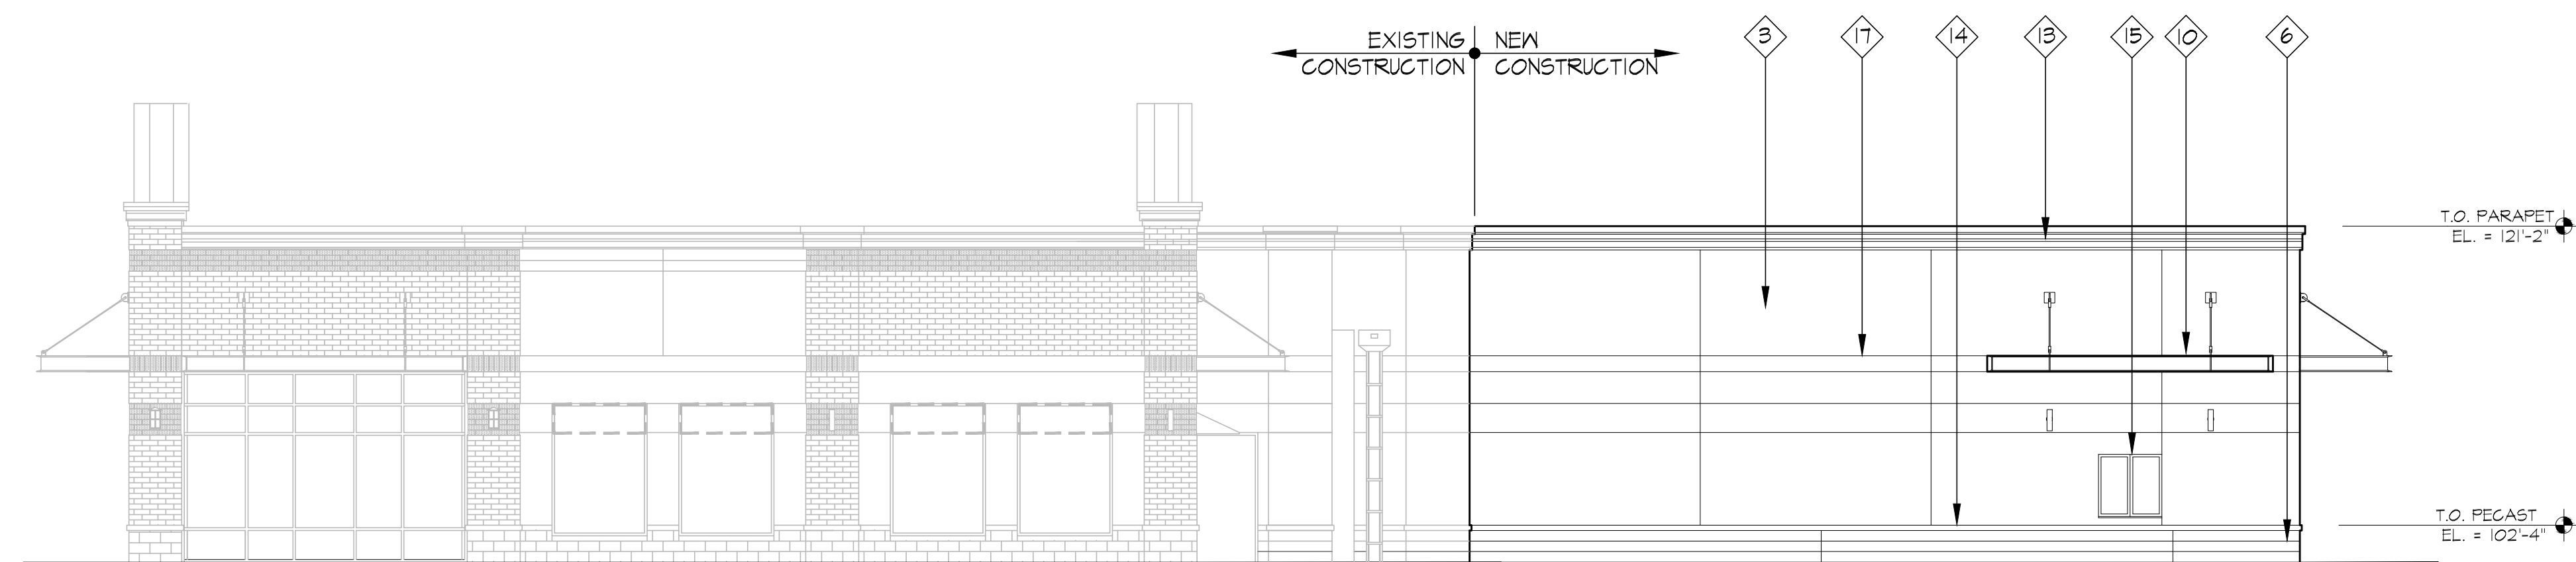 EXISTING NEW
CONSTRUCTION CONSTRUCTION
3 17 14 13 15 10 6
T.O. PARAPET
EL. = 121'-2"
T.O. PECAST
EL. = 102'-4"